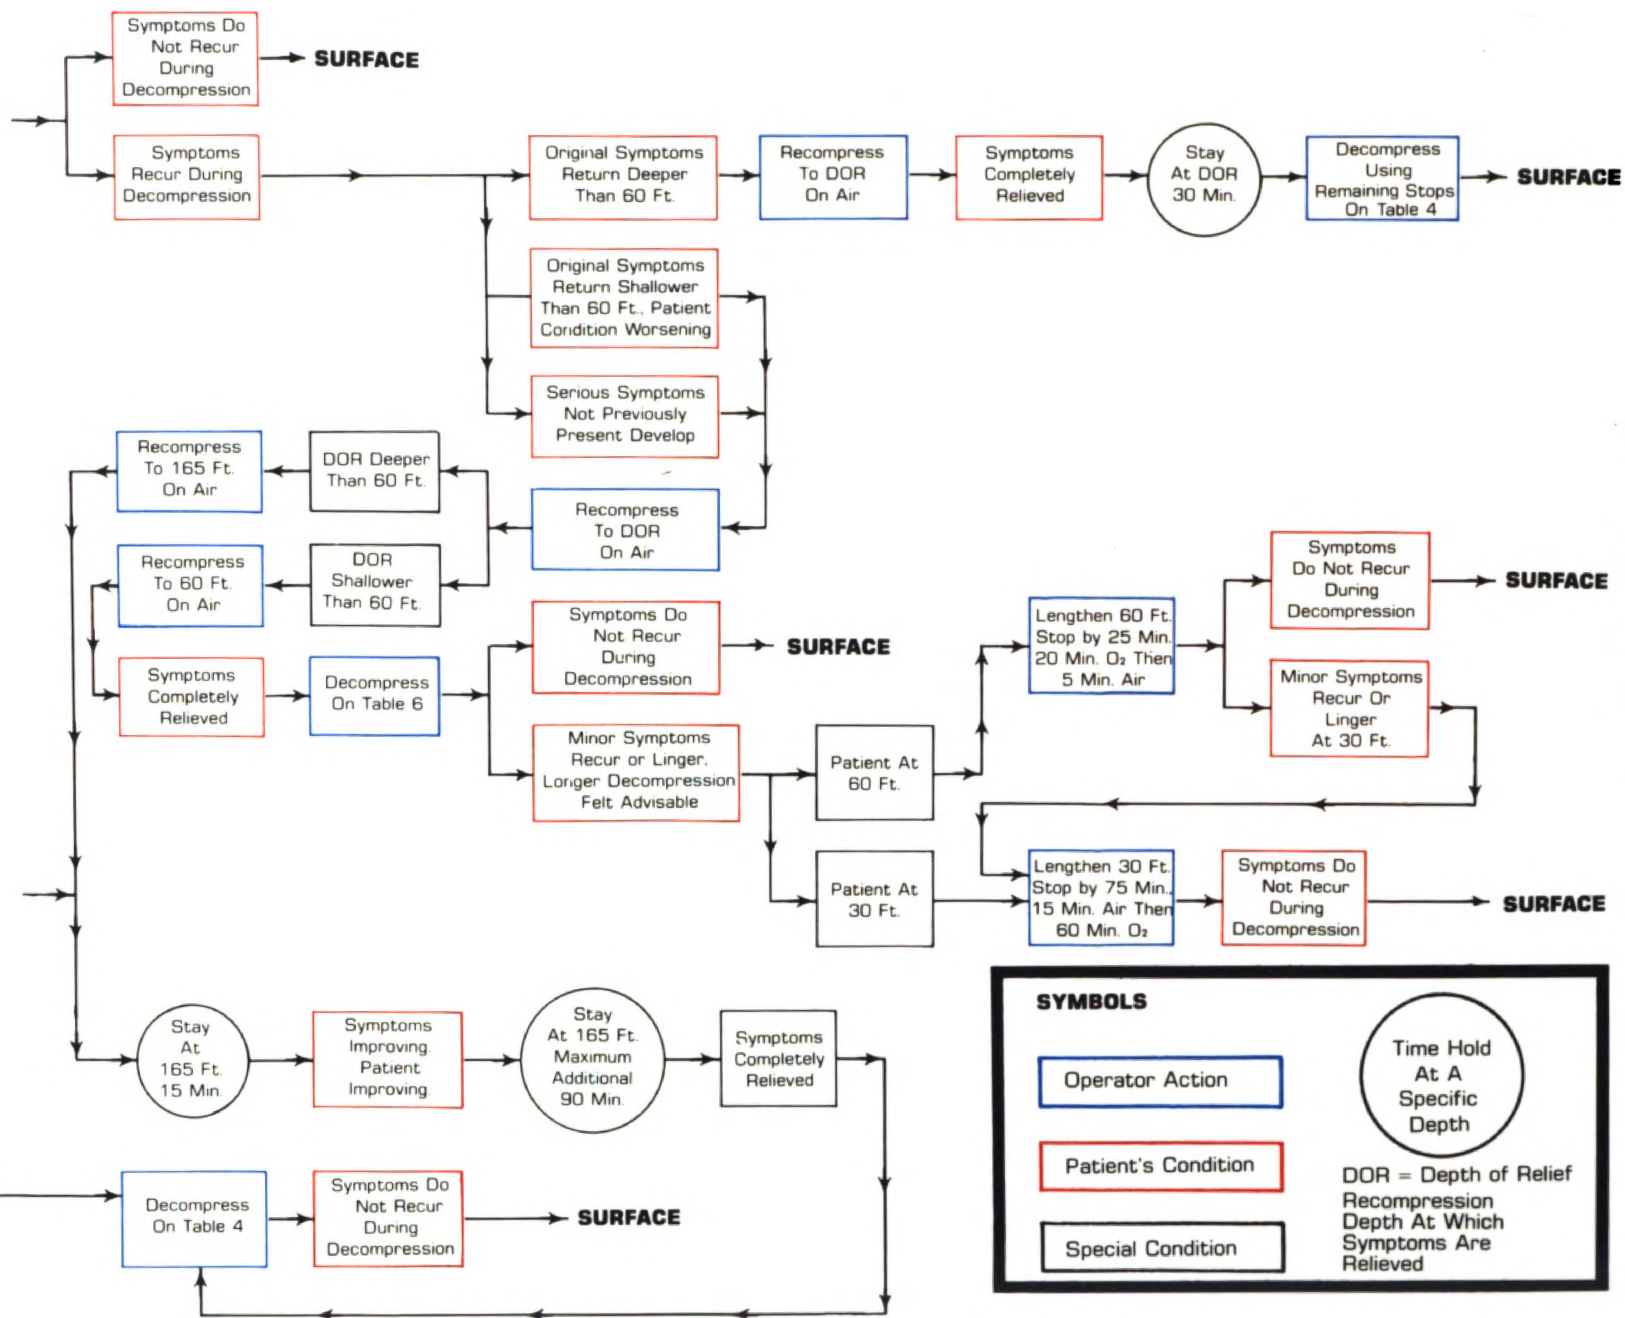 Symptoms Do
Not Recur
During
Decompression
SURFACE
Symptoms
Recur During
Decompression
Original Symptoms
Return Deeper
Than 60 Ft.
Recompress
To DOR
On Air
Symptoms
Completely
Relieved
Stay
At DOR
30 Min.
Decompress
Using
Remaining Stops
On Table 4
SURFACE
Original Symptoms
Return Shallower
Than 60 Ft., Patient
Condition Worsening
Serious Symptoms
Not Previously
Present Develop
Recompress
To 165 Ft.
On Air
DOR Deeper
Than 60 Ft.
Recompress
To DOR
On Air
Recompress
To 60 Ft.
On Air
DOR
Shallower
Than 60 Ft.
Symptoms
Completely
Relieved
Decompress
On Table 6
Symptoms Do
Not Recur
During
Decompression
SURFACE
Minor Symptoms
Recur or Linger,
Longer Decompression
Felt Advisable
Patient At
60 Ft.
Patient At
30 Ft.
Lengthen 60 Ft.
Stop by 25 Min.
20 Min. O₂ Then
5 Min. Air
Symptoms
Do Not Recur
During
Decompression
SURFACE
Minor Symptoms
Recur Or
Linger
At 30 Ft.
Lengthen 30 Ft.
Stop by 75 Min.,
15 Min. Air Then
60 Min. O₂
Symptoms Do
Not Recur
During
Decompression
SURFACE
Stay
At
165 Ft.
15 Min.
Symptoms
Improving.
Patient
Improving.
Stay
At 165 Ft.
Maximum
Additional
90 Min.
Symptoms
Completely
Relieved
Decompress
On Table 4
Symptoms Do
Not Recur
During
Decompression
SURFACE
SYMBOLS
Operator Action
Patient's Condition
Special Condition
Time Hold
At A
Specific
Depth
DOR = Depth of Relief
Recompression
Depth At Which
Symptoms Are
Relieved